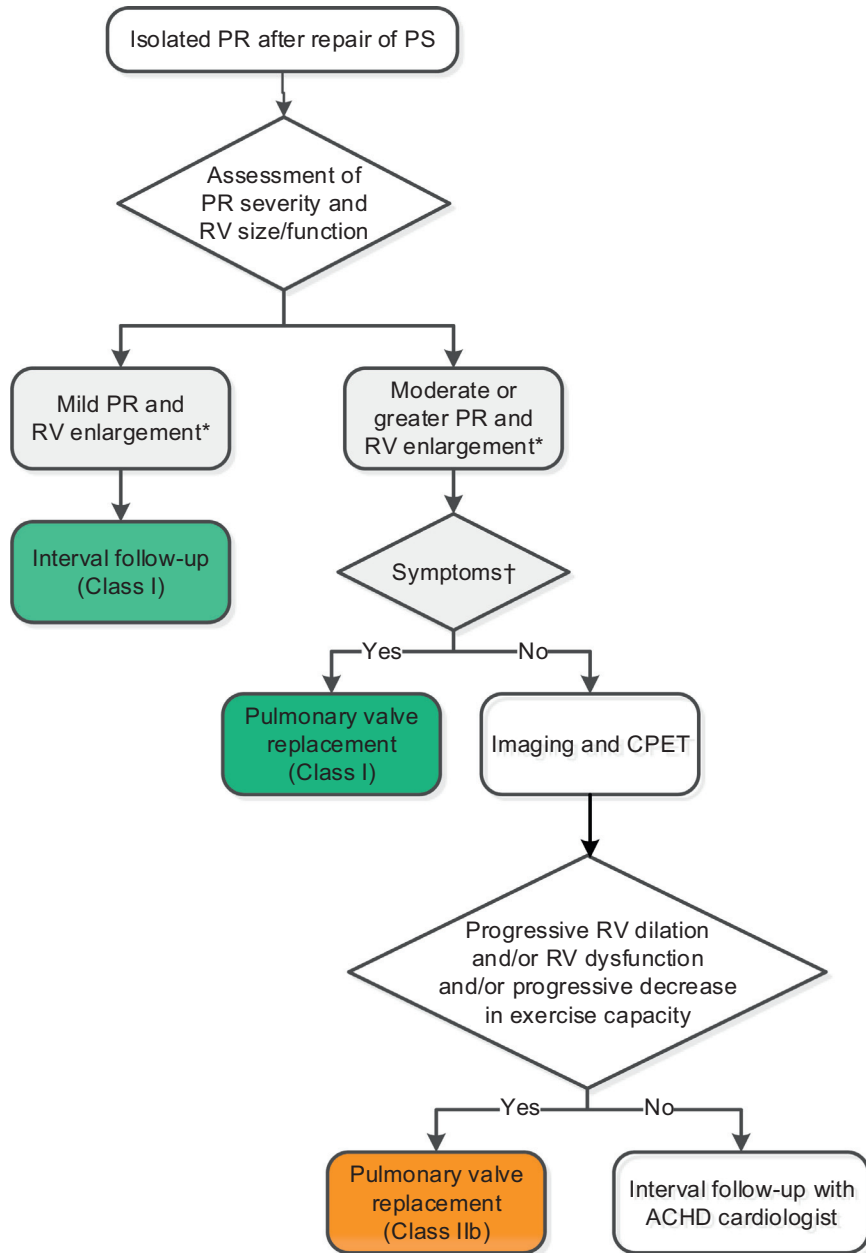 Isolated PR after repair of PS
Assessment of
PR severity and
RV size/function
Mild PR and
RV enlargement*
Moderate or
greater PR and
RV enlargement*
Interval follow-up
(Class I)
Symptoms†
Yes
No
Pulmonary valve
replacement
(Class I)
Imaging and CPET
Progressive RV dilation
and/or RV dysfunction
and/or progressive decrease
in exercise capacity
Yes
No
Pulmonary valve
replacement
(Class IIb)
Interval follow-up with
ACHD cardiologist